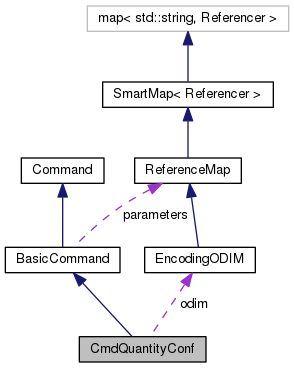 map< std::string, Referencer >
SmartMap< Referencer >
Command
ReferenceMap
parameters
BasicCommand
EncodingODIM
odim
CmdQuantityConf